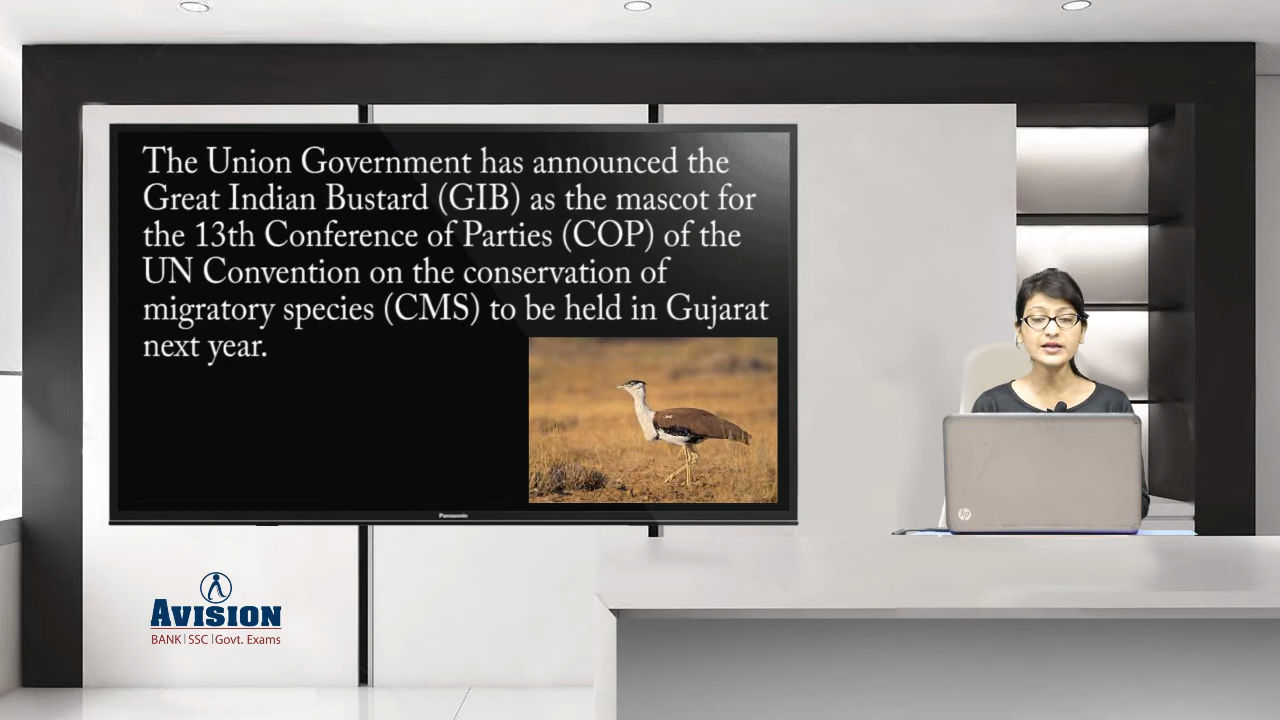 The Union Government has announced the
Great Indian Bustard (GIB) as the mascot for
the 13th Conference of Parties (COP) of the
UN Convention on the conservation of
migratory species (CMS) to be held in Gujarat
next year.
Panasonic
hp
AVISION
BANK|SSC|Govt. Exams